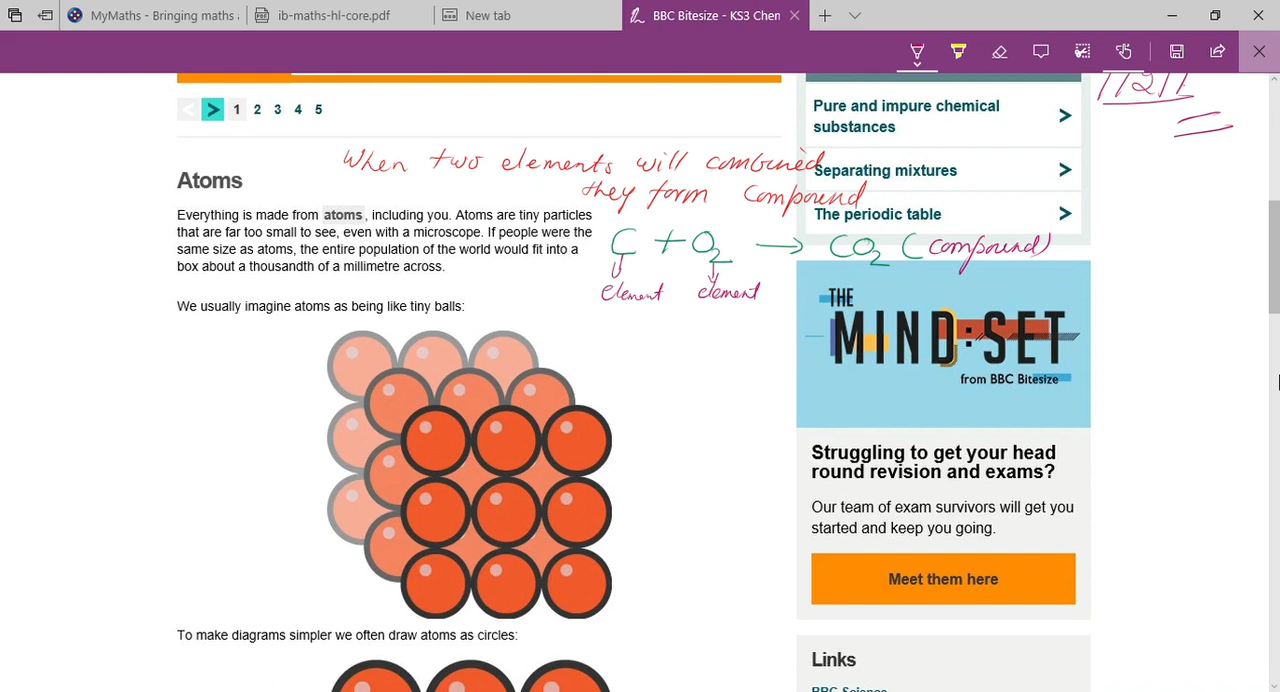 MyMaths - Bringing maths
ib-maths-hl-core.pdf
New tab
BBC Bitesize - KS3 Chen
< > 1 2 3 4 5
Pure and impure chemical
substances
Separating mixtures
The periodic table
When two elements will combined
they form Compound
C + O2 → CO2 (compound)
element element
Atoms
Everything is made from atoms, including you. Atoms are tiny particles
that are far too small to see, even with a microscope. If people were the
same size as atoms, the entire population of the world would fit into a
box about a thousandth of a millimetre across.
We usually imagine atoms as being like tiny balls:
To make diagrams simpler we often draw atoms as circles:
THE
MIND·SET
from BBC Bitesize
Struggling to get your head
round revision and exams?
Our team of exam survivors will get you
started and keep you going.
Meet them here
Links
BBC Science